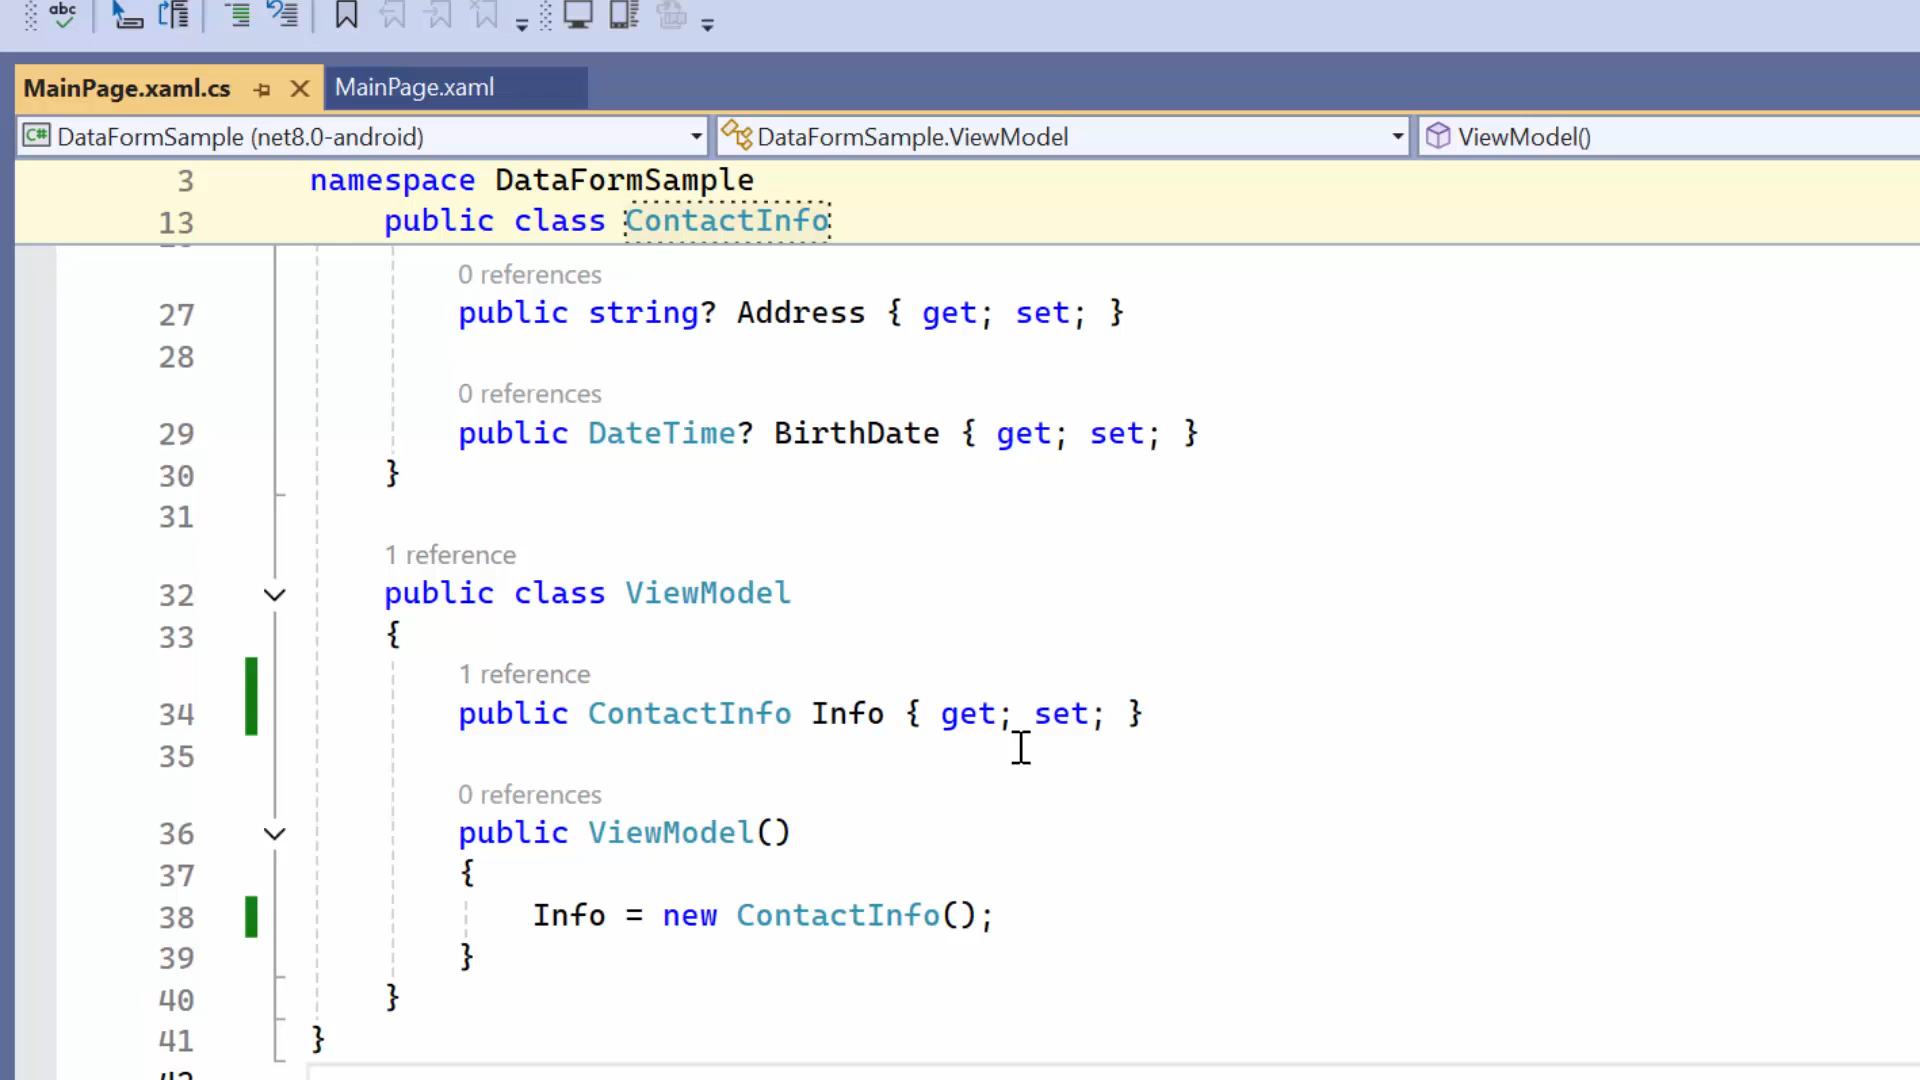 abc
MainPage.xaml.cs MainPage.xaml
C# DataFormSample (net8.0-android) DataFormSample.ViewModel ViewModel()
3 namespace DataFormSample
13 public class ContactInfo
0 references
27 public string? Address { get; set; }
28
0 references
29 public DateTime? BirthDate { get; set; }
30 }
31
1 reference
32 public class ViewModel
33 {
1 reference
34 public ContactInfo Info { get; set; }
35
0 references
36 public ViewModel()
37 {
38 Info = new ContactInfo();
39 }
40 }
41 }